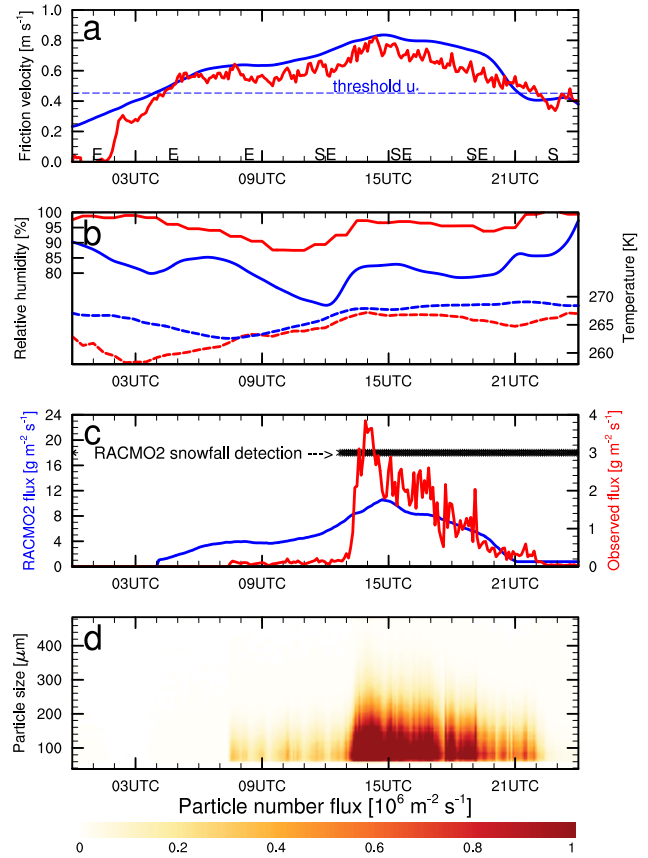 a
Friction velocity [m s⁻¹]
1.0
0.8
0.6
0.4
0.2
0.0
threshold u*
E E E SE SE SE S
03UTC 09UTC 15UTC 21UTC
b
Relative humidity [%]
100
95
90
85
80
270
265
260
Temperature [K]
03UTC 09UTC 15UTC 21UTC
c
RACMO2 flux [g m⁻² s⁻¹]
24
20
16
12
8
4
0
RACMO2 snowfall detection --->
4
3
2
1
0
Observed flux [g m⁻² s⁻¹]
03UTC 09UTC 15UTC 21UTC
d
Particle size [μm]
400
300
200
100
03UTC 09UTC 15UTC 21UTC
Particle number flux [10⁶ m⁻² s⁻¹]
0 0.2 0.4 0.6 0.8 1